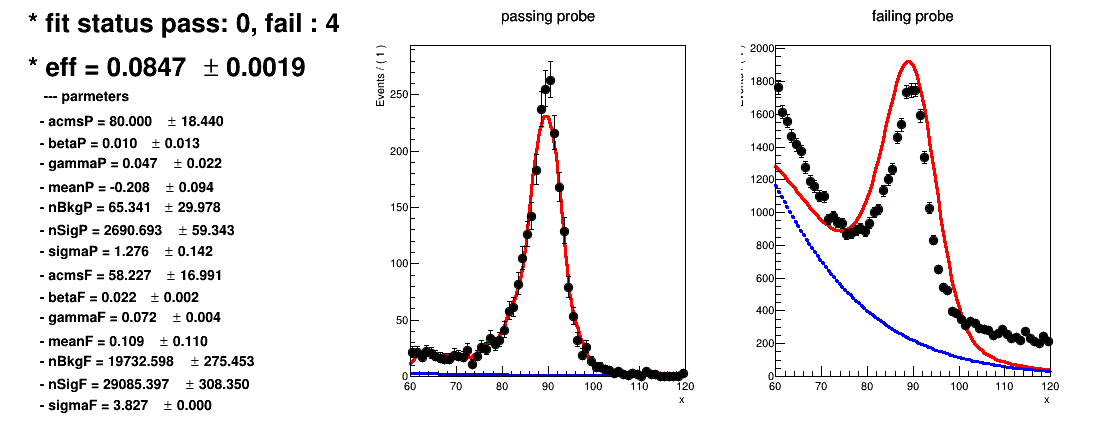 * fit status pass: 0, fail : 4
* eff = 0.0847 ± 0.0019
--- parmeters
- acmsP = 80.000 ± 18.440
- betaP = 0.010 ± 0.013
- gammaP = 0.047 ± 0.022
- meanP = -0.208 ± 0.094
- nBkgP = 65.341 ± 29.978
- nSigP = 2690.693 ± 59.343
- sigmaP = 1.276 ± 0.142
- acmsF = 58.227 ± 16.991
- betaF = 0.022 ± 0.002
- gammaF = 0.072 ± 0.004
- meanF = 0.109 ± 0.110
- nBkgF = 19732.598 ± 275.453
- nSigF = 29085.397 ± 308.350
- sigmaF = 3.827 ± 0.000
passing probe
Events / ( 1 )
250
200
150
100
50
0
60 70 80 90 100 110 120
x
failing probe
2000
1800
1600
1400
1200
1000
800
600
400
200
0
60 70 80 90 100 110 120
x